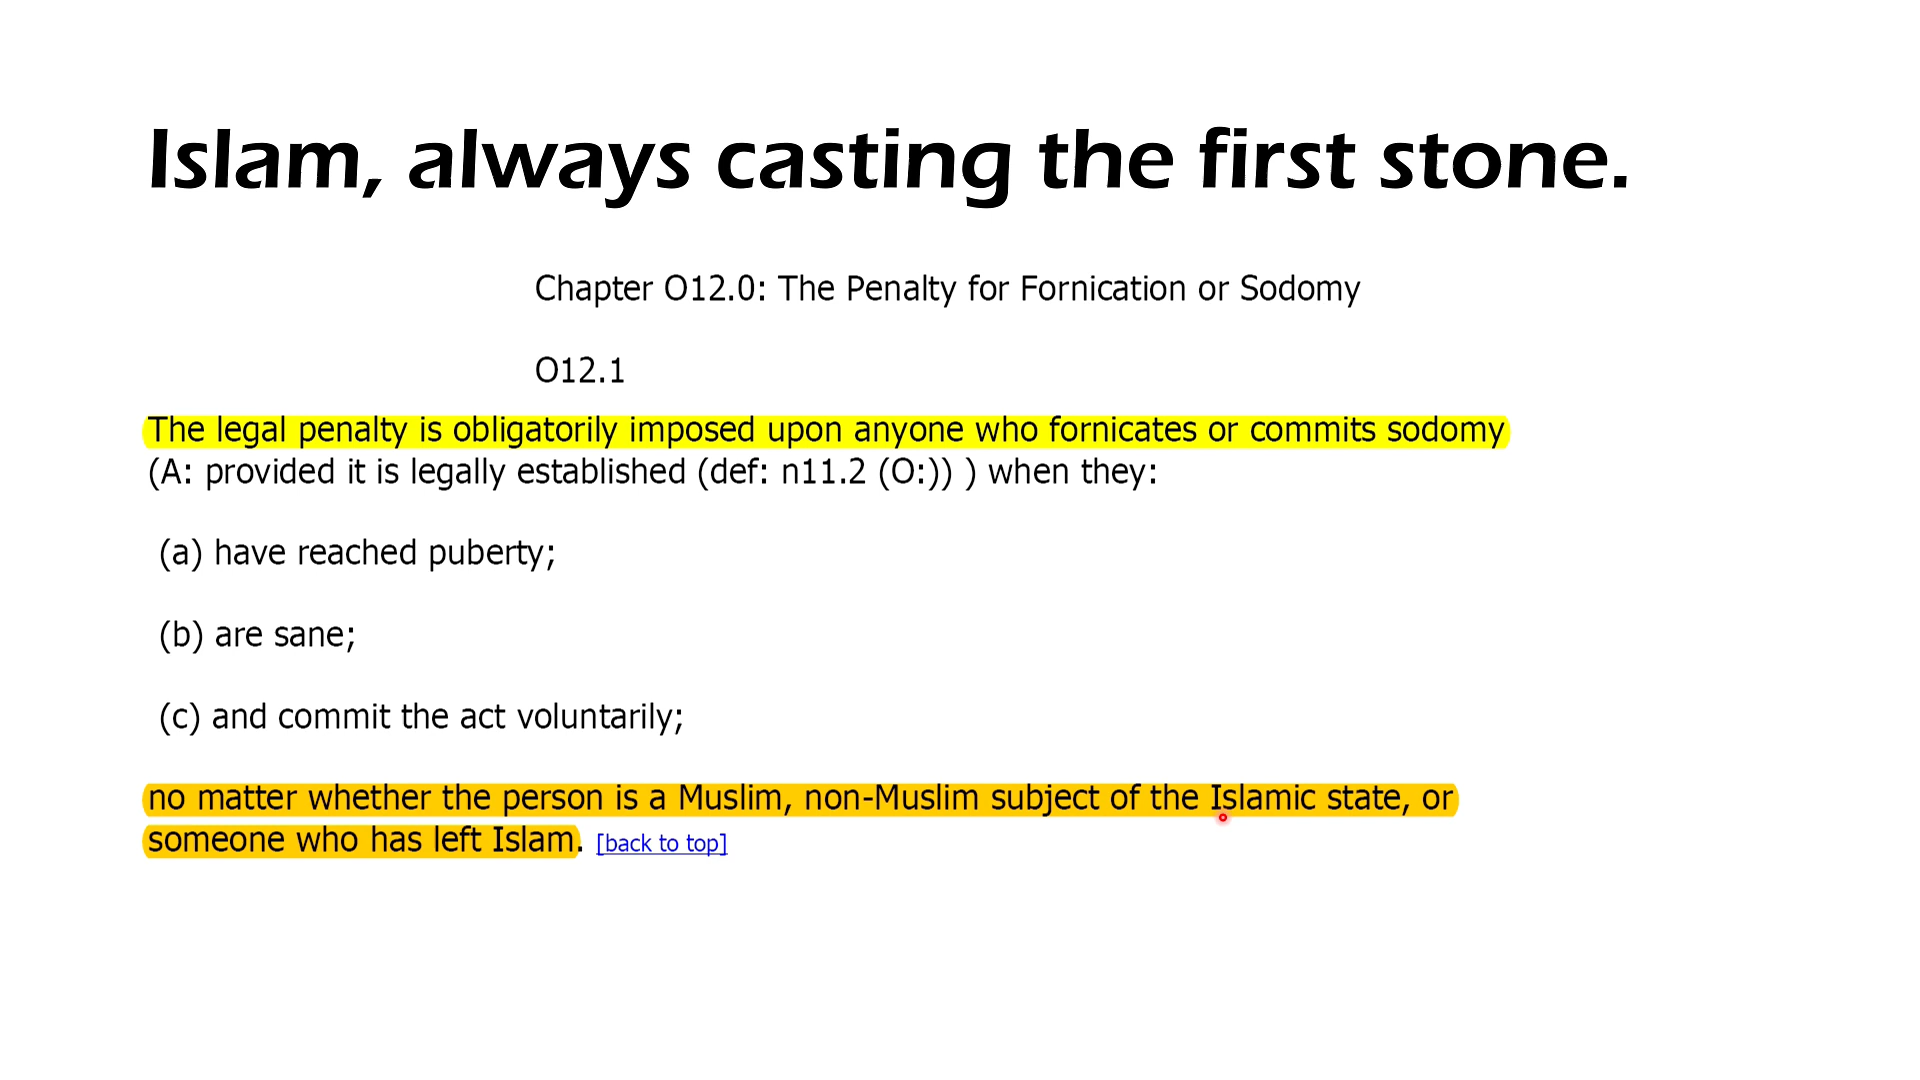 Islam, always casting the first stone.
Chapter O12.0: The Penalty for Fornication or Sodomy
O12.1
The legal penalty is obligatorily imposed upon anyone who fornicates or commits sodomy
(A: provided it is legally established (def: n11.2 (O:)) ) when they:
(a) have reached puberty;
(b) are sane;
(c) and commit the act voluntarily;
no matter whether the person is a Muslim, non-Muslim subject of the Islamic state, or
someone who has left Islam. [back to top]